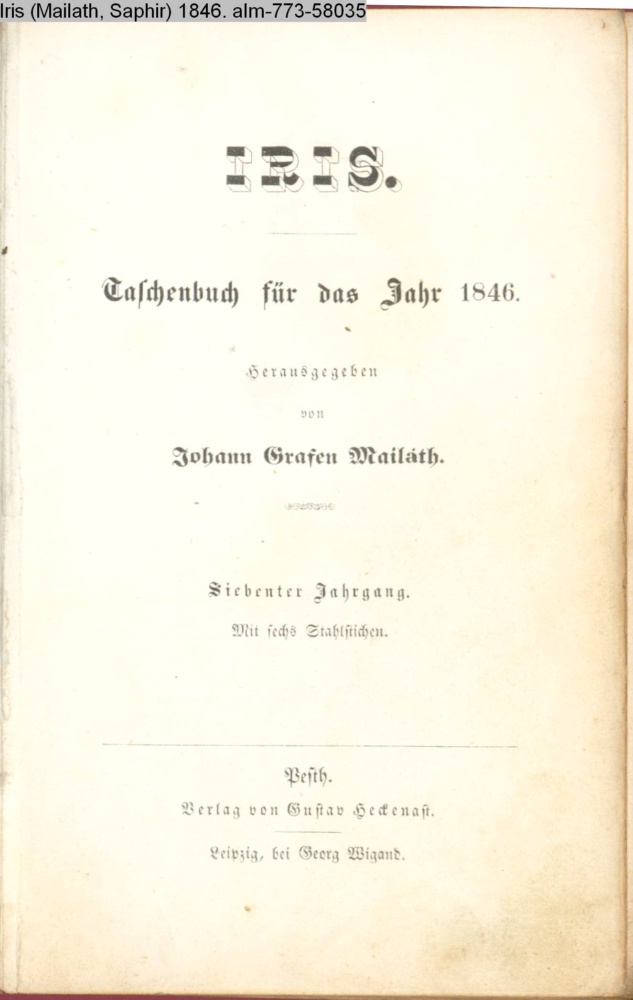 Iris (Mailath, Saphir) 1846. alm-773-58035
IRIS.
Taschenbuch für das Jahr 1846.
Herausgegeben
von
Johann Grafen Mailáth.
Siebenter Jahrgang.
Mit sechs Stahlstichen.
Pesth.
Verlag von Gustav Heckenast.
Leipzig, bei Georg Wigand.